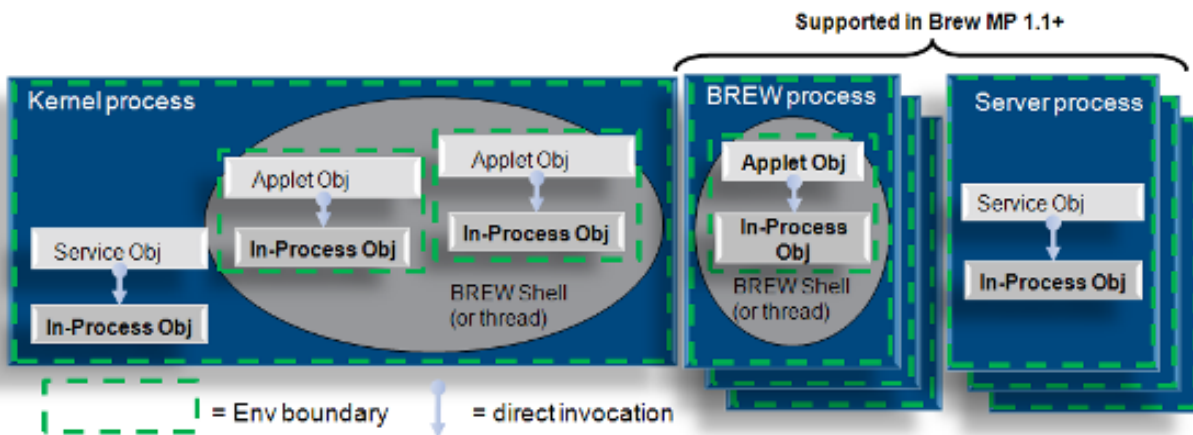 Supported in Brew MP 1.1+
Kernel process
Applet Obj
In-Process Obj
Applet Obj
In-Process Obj
Service Obj
In-Process Obj
BREW Shell
(or thread)
BREW process
Applet Obj
In-Process
Obj
BREW Shell
(or thread)
Server process
Service Obj
In-Process Obj
= Env boundary
= direct invocation